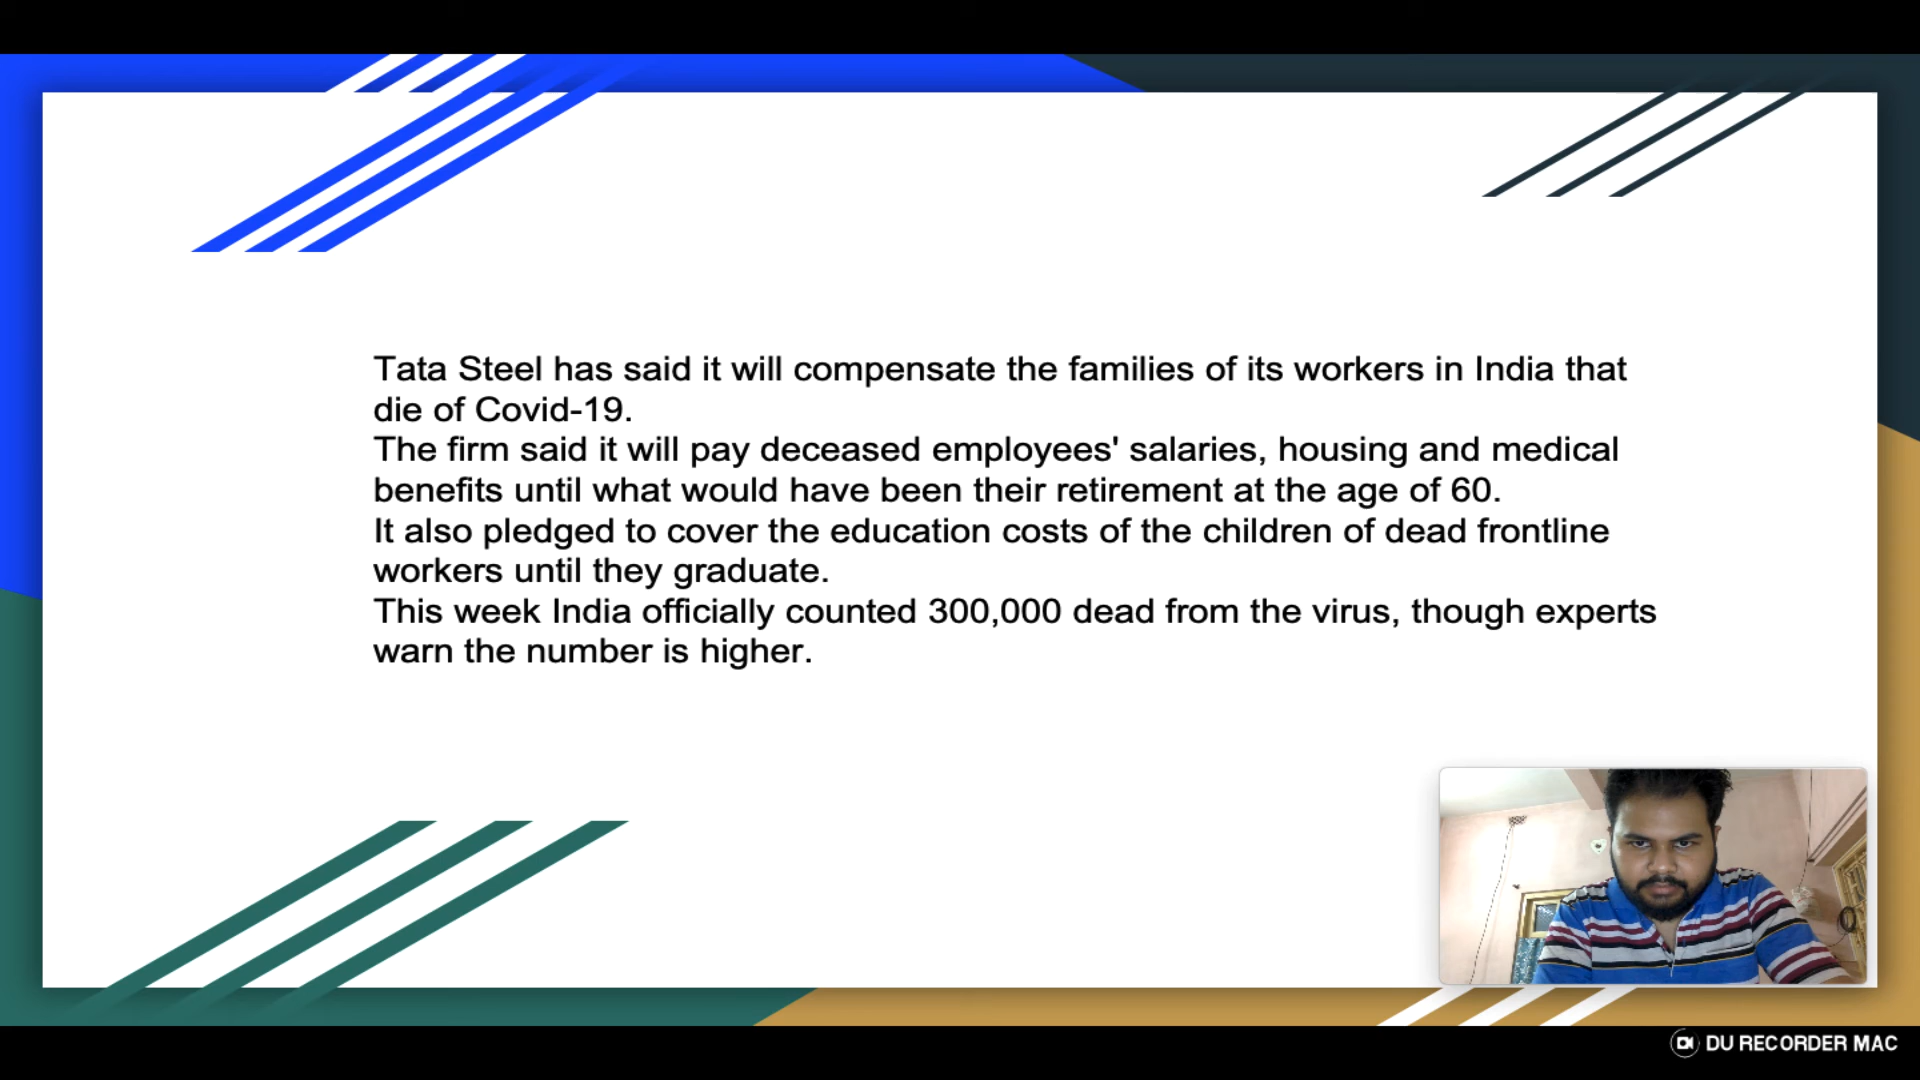 Tata Steel has said it will compensate the families of its workers in India that
die of Covid-19.
The firm said it will pay deceased employees' salaries, housing and medical
benefits until what would have been their retirement at the age of 60.
It also pledged to cover the education costs of the children of dead frontline
workers until they graduate.
This week India officially counted 300,000 dead from the virus, though experts
warn the number is higher.
DU RECORDER MAC